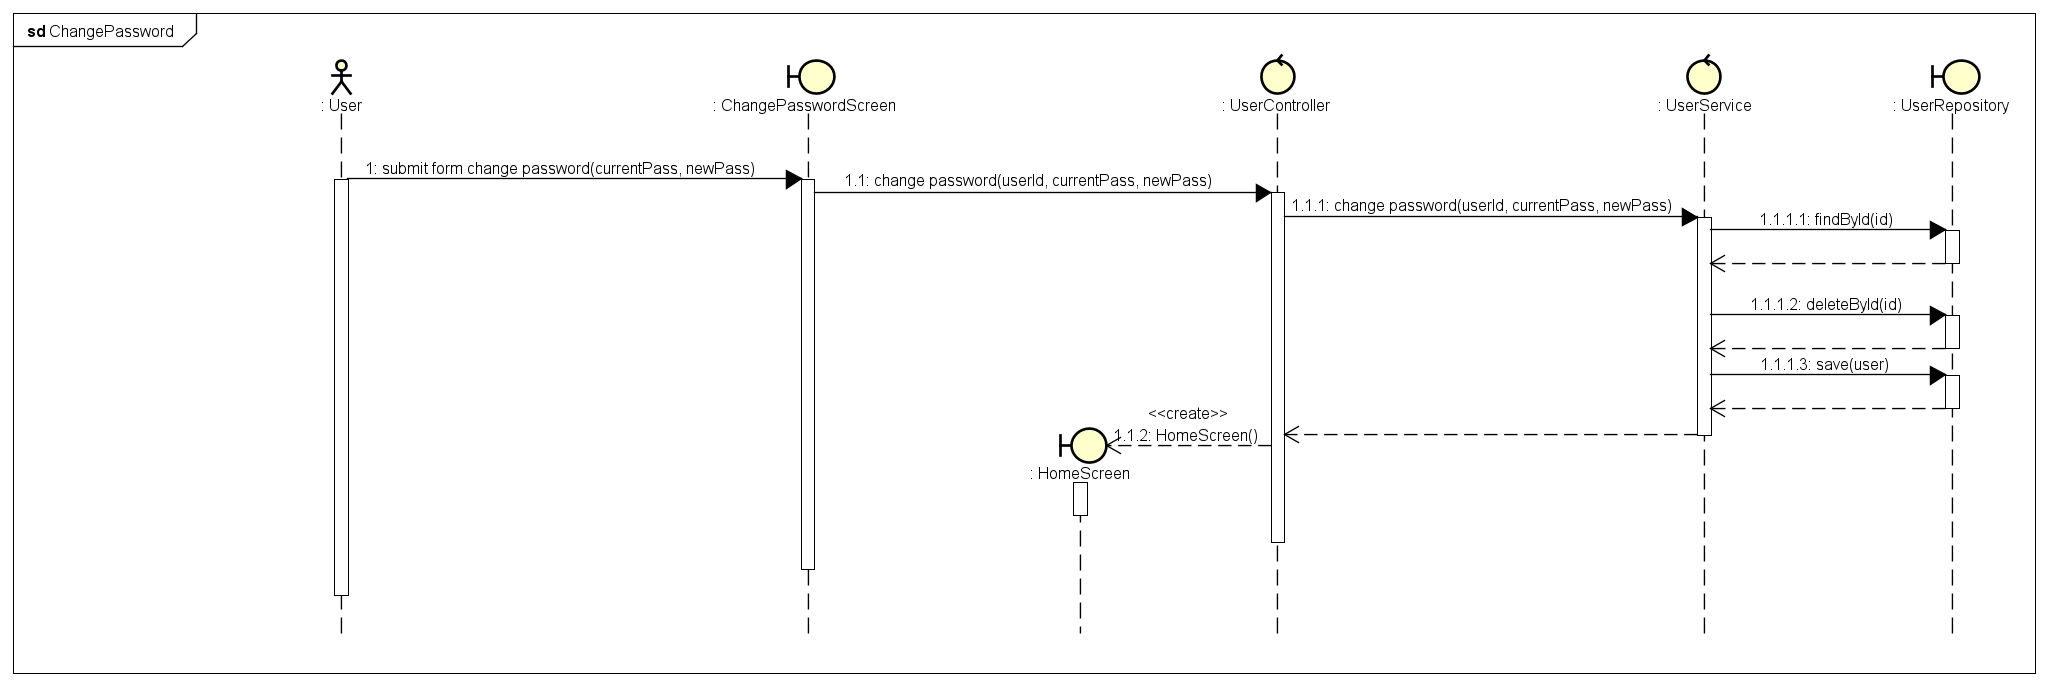 sd ChangePassword
: User
: ChangePasswordScreen
: UserController
: UserService
: UserRepository
1: submit form change password(currentPass, newPass)
1.1: change password(userId, currentPass, newPass)
1.1.1: change password(userId, currentPass, newPass)
1.1.1.1: findById(id)
1.1.1.2: deleteById(id)
1.1.1.3: save(user)
<<create>>
1.1.2: HomeScreen()
: HomeScreen